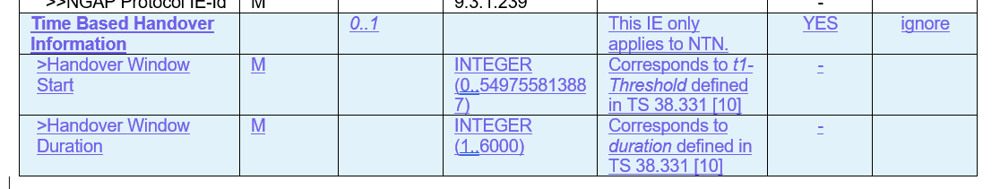 >>NGAP Protocol IE-Id M 9.3.1.239 -
Time Based Handover 0..1 This IE only YES ignore
Information applies to NTN.
>Handover Window M INTEGER Corresponds to t1- -
Start (0..54975581388 Threshold defined
7) in TS 38.331 [10]
>Handover Window M INTEGER Corresponds to -
Duration (1..6000) duration defined in
TS 38.331 [10]